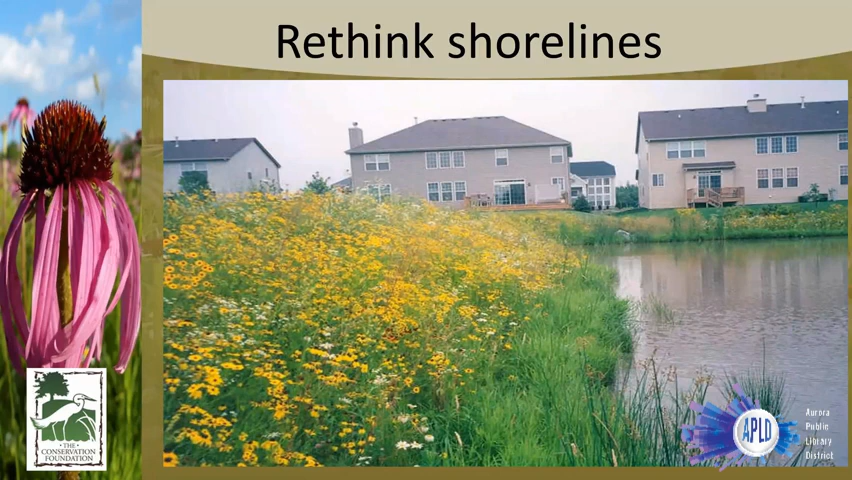 Rethink shorelines
• THE •
CONSERVATION
FOUNDATION
APLD
Aurora
Public
Library
District